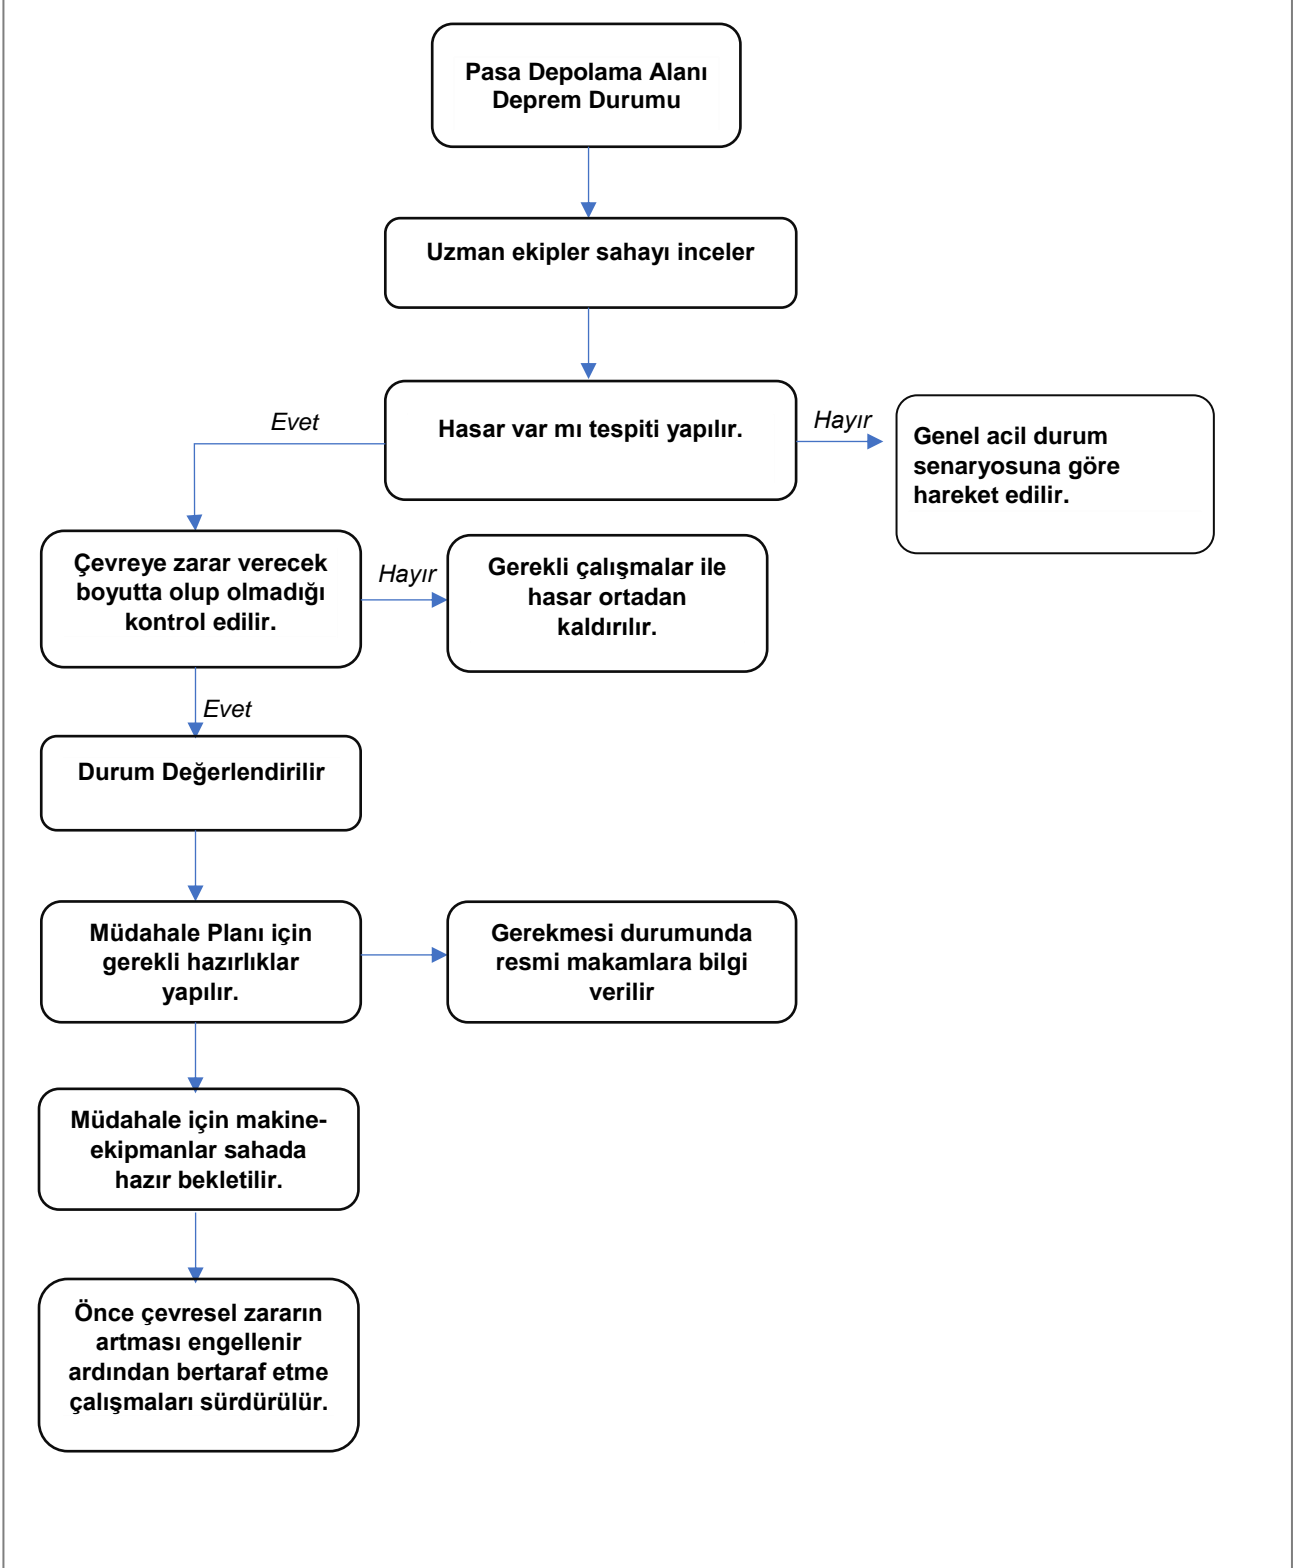 Pasa Depolama Alanı
Deprem Durumu
Uzman ekipler sahayı inceler
Evet
Hasar var mı tespiti yapılır.
Hayır
Genel acil durum
senaryosuna göre
hareket edilir.
Çevreye zarar verecek
boyutta olup olmadığı
kontrol edilir.
Hayır
Gerekli çalışmalar ile
hasar ortadan
kaldırılır.
Evet
Durum Değerlendirilir
Müdahale Planı için
gerekli hazırlıklar
yapılır.
Gerekmesi durumunda
resmi makamlara bilgi
verilir
Müdahale için makine-
ekipmanlar sahada
hazır bekletilir.
Önce çevresel zararın
artması engellenir
ardından bertaraf etme
çalışmaları sürdürülür.